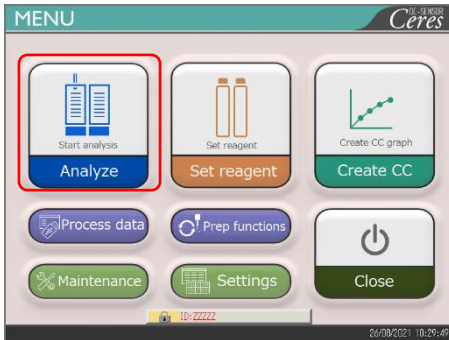 MENU
OC-SENSOR
Ceres
Start analysis
Set reagent
Create CC graph
Analyze
Set reagent
Create CC
Process data
Prep functions
Maintenance
Settings
Close
ID:ZZZZZ
26/08/2021 10:29:49